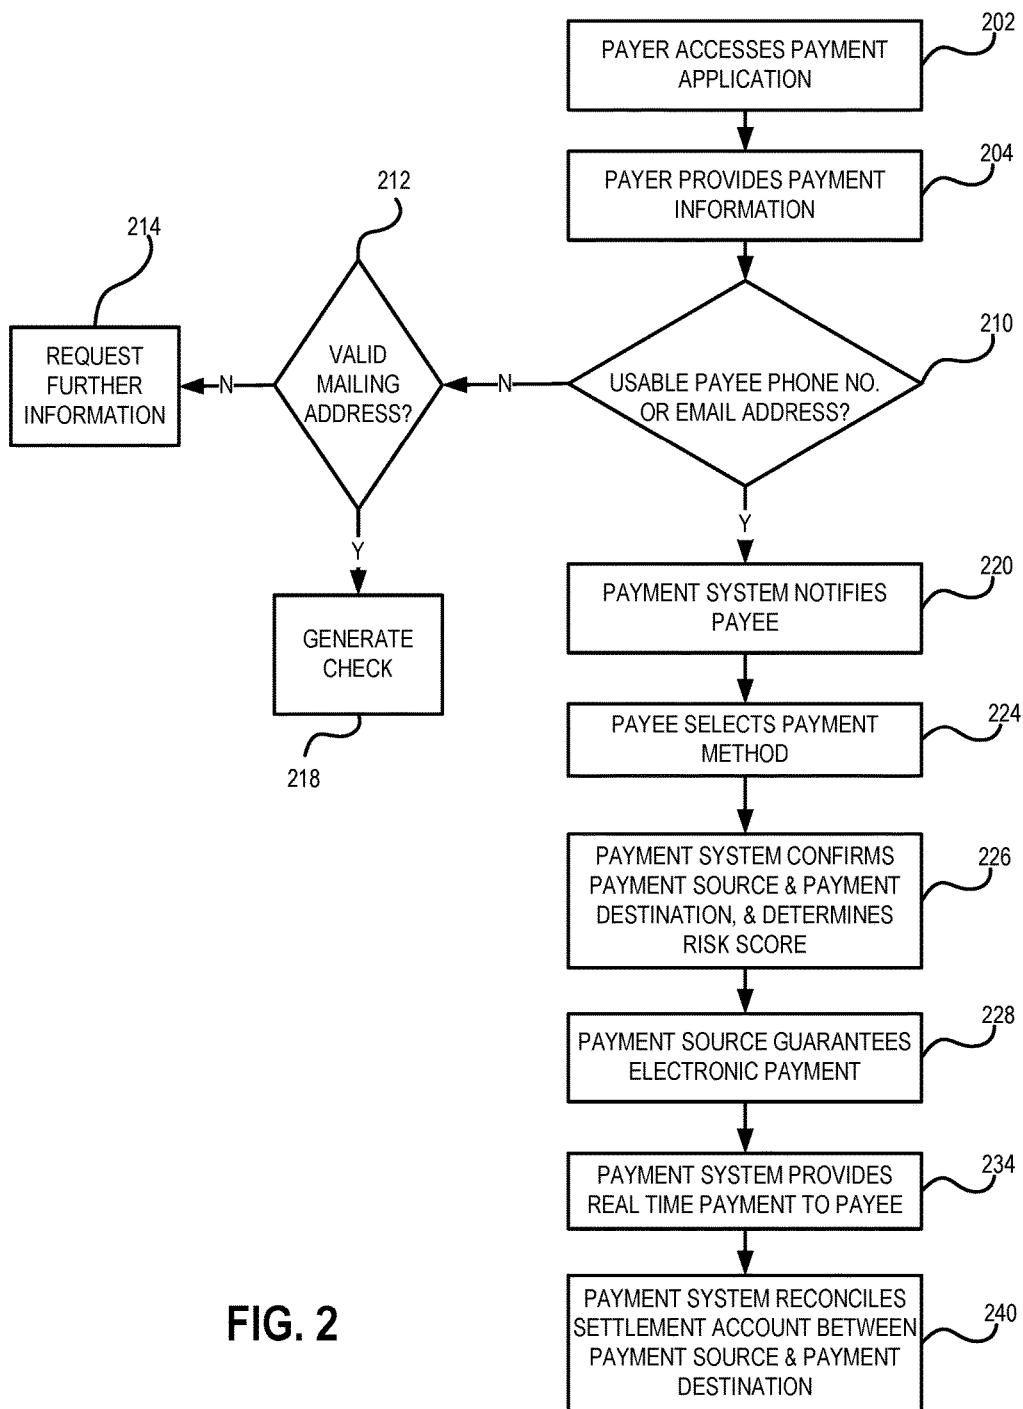 202
PAYER ACCESSES PAYMENT
APPLICATION
204
PAYER PROVIDES PAYMENT
INFORMATION
210
USABLE PAYEE PHONE NO.
OR EMAIL ADDRESS?
N
212
VALID
MAILING
ADDRESS?
N
214
REQUEST
FURTHER
INFORMATION
Y
GENERATE
CHECK
218
Y
220
PAYMENT SYSTEM NOTIFIES
PAYEE
224
PAYEE SELECTS PAYMENT
METHOD
226
PAYMENT SYSTEM CONFIRMS
PAYMENT SOURCE & PAYMENT
DESTINATION, & DETERMINES
RISK SCORE
228
PAYMENT SOURCE GUARANTEES
ELECTRONIC PAYMENT
234
PAYMENT SYSTEM PROVIDES
REAL TIME PAYMENT TO PAYEE
240
PAYMENT SYSTEM RECONCILES
SETTLEMENT ACCOUNT BETWEEN
PAYMENT SOURCE & PAYMENT
DESTINATION
FIG. 2